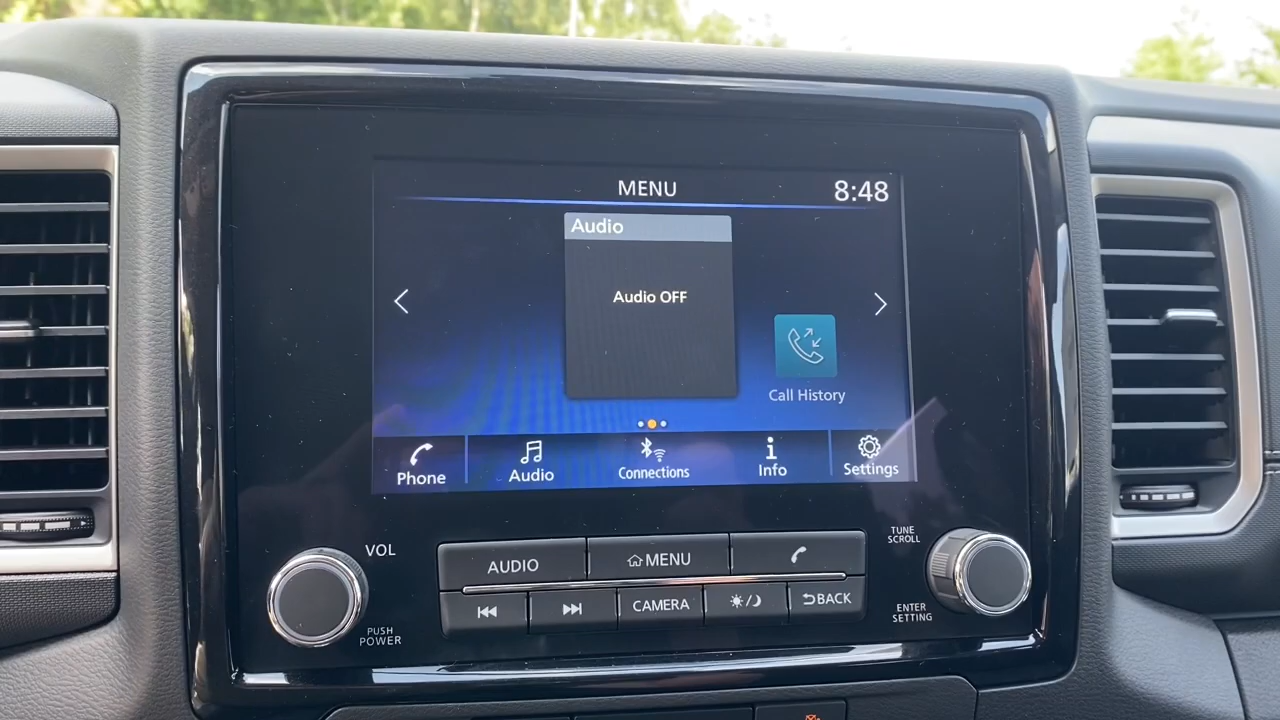 MENU
8:48
Audio
Audio OFF
Call History
Phone
Audio
Connections
Info
Settings
VOL
PUSH
POWER
AUDIO
MENU
CAMERA
BACK
TUNE
SCROLL
ENTER
SETTING